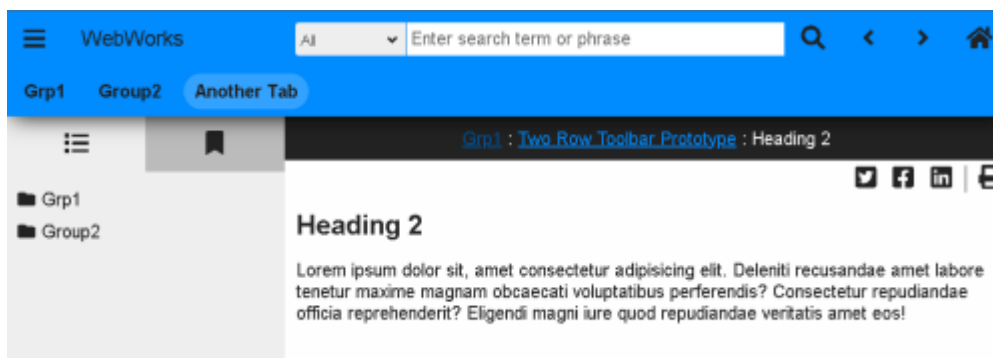 WebWorks All Enter search term or phrase
Grp1 Group2 Another Tab
Grp1 : Two Row Toolbar Prototype : Heading 2
Grp1
Group2
Heading 2
Lorem ipsum dolor sit, amet consectetur adipisicing elit. Deleniti recusandae amet labore
tenetur maxime magnam obcaecati voluptatibus perferendis? Consectetur repudiandae
officia reprehenderit? Eligendi magni iure quod repudiandae veritatis amet eos!